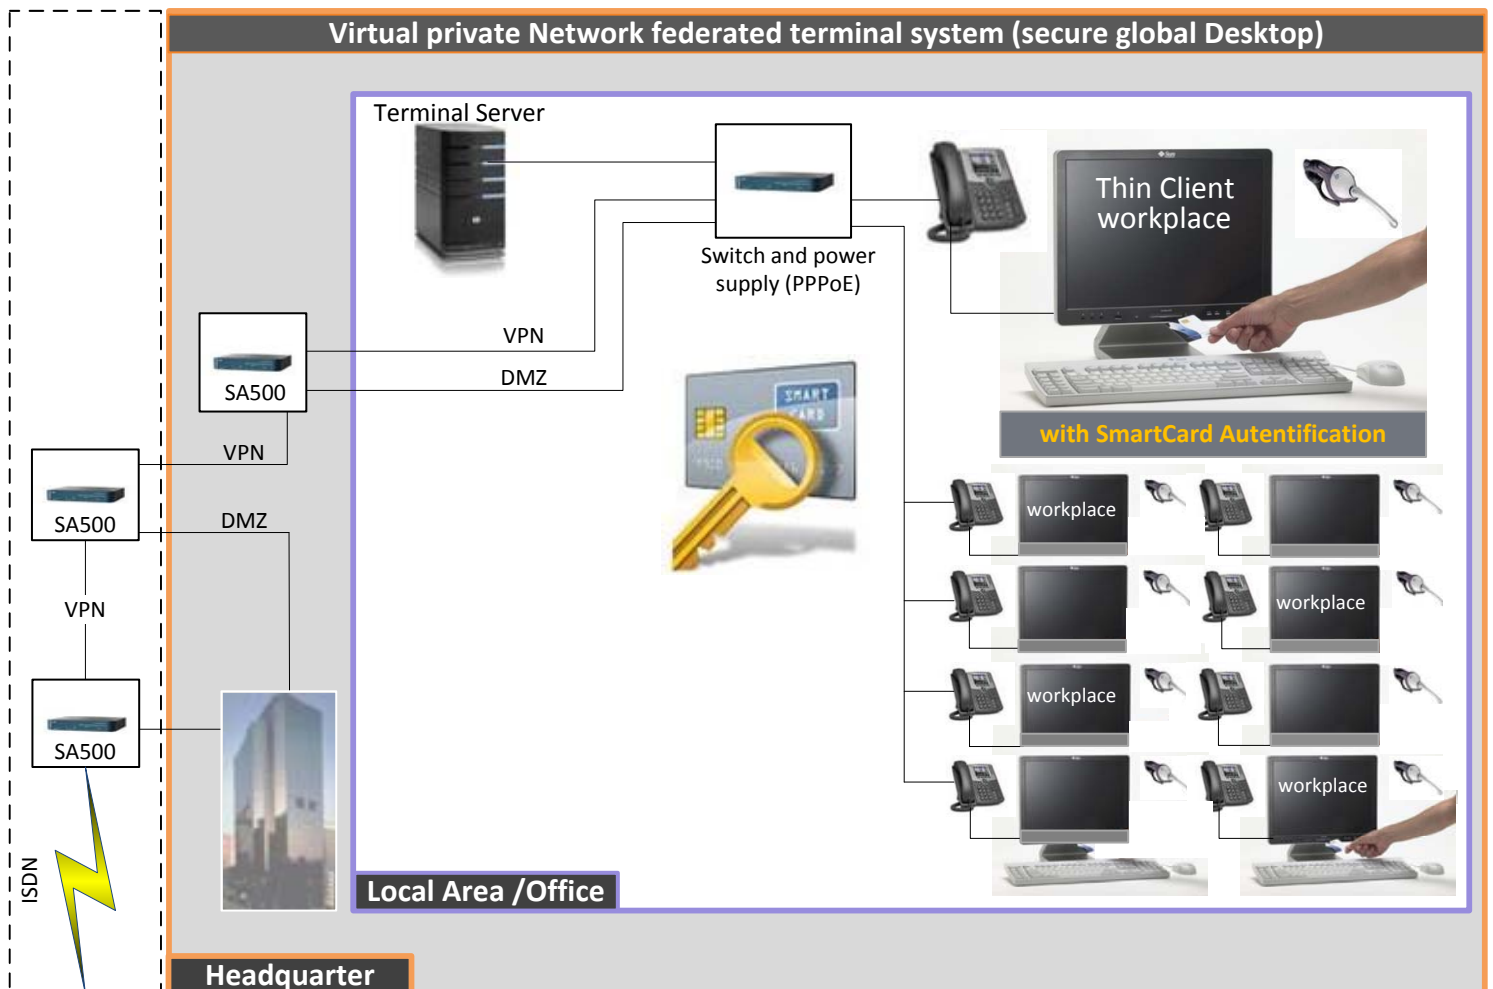 Virtual private Network federated terminal system (secure global Desktop)
Terminal Server
Thin Client
workplace
Switch and power
supply (PPPoE)
VPN
DMZ
SA500
SMART
CARD
with SmartCard Autentification
VPN
SA500
DMZ
workplace
VPN
workplace
workplace
SA500
workplace
ISDN
Local Area /Office
Headquarter